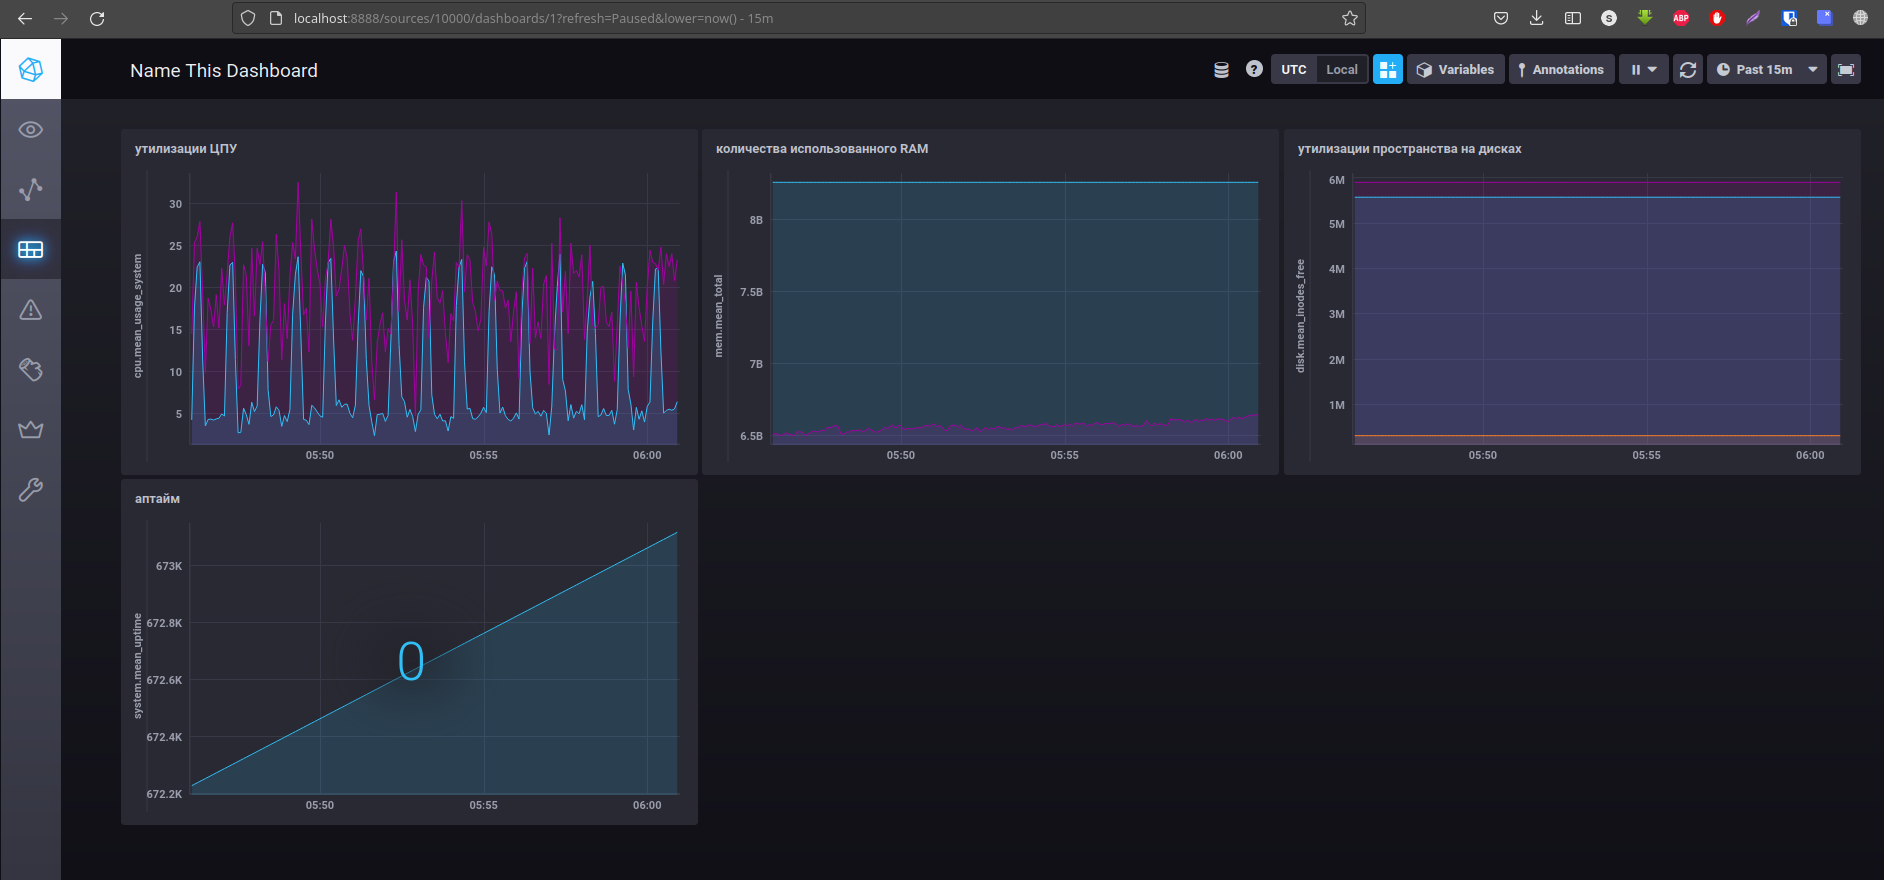 localhost:8888/sources/10000/dashboards/1?refresh=Paused&lower=now() - 15m
S
ABP
Name This Dashboard
?
UTC
Local
Variables
Annotations
Past 15m
утилизации ЦПУ
cpu.mean_usage_system
30
25
20
15
10
5
05:50
05:55
06:00
количества использованного RAM
mem.mean_total
8B
7.5B
7B
6.5B
05:50
05:55
06:00
утилизации пространства на дисках
disk.mean_inodes_free
6M
5M
4M
3M
2M
1M
05:50
05:55
06:00
аптайм
system.mean_uptime
673K
672.8K
672.6K
672.4K
672.2K
0
05:50
05:55
06:00